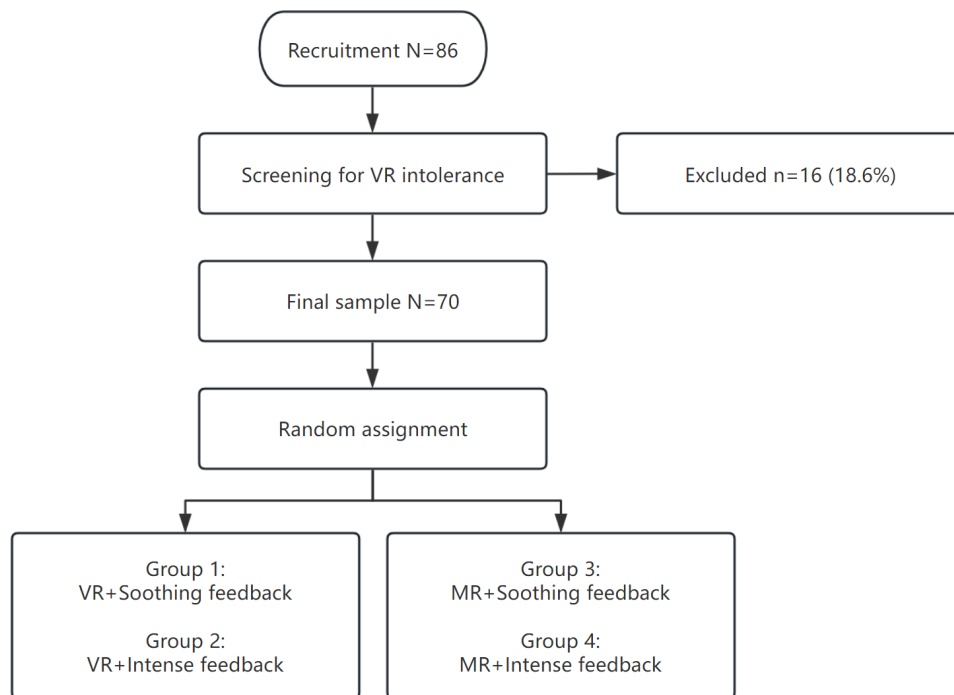 Recruitment N=86
Screening for VR intolerance
Excluded n=16 (18.6%)
Final sample N=70
Random assignment
Group 1:
VR+Soothing feedback
Group 2:
VR+Intense feedback
Group 3:
MR+Soothing feedback
Group 4:
MR+Intense feedback